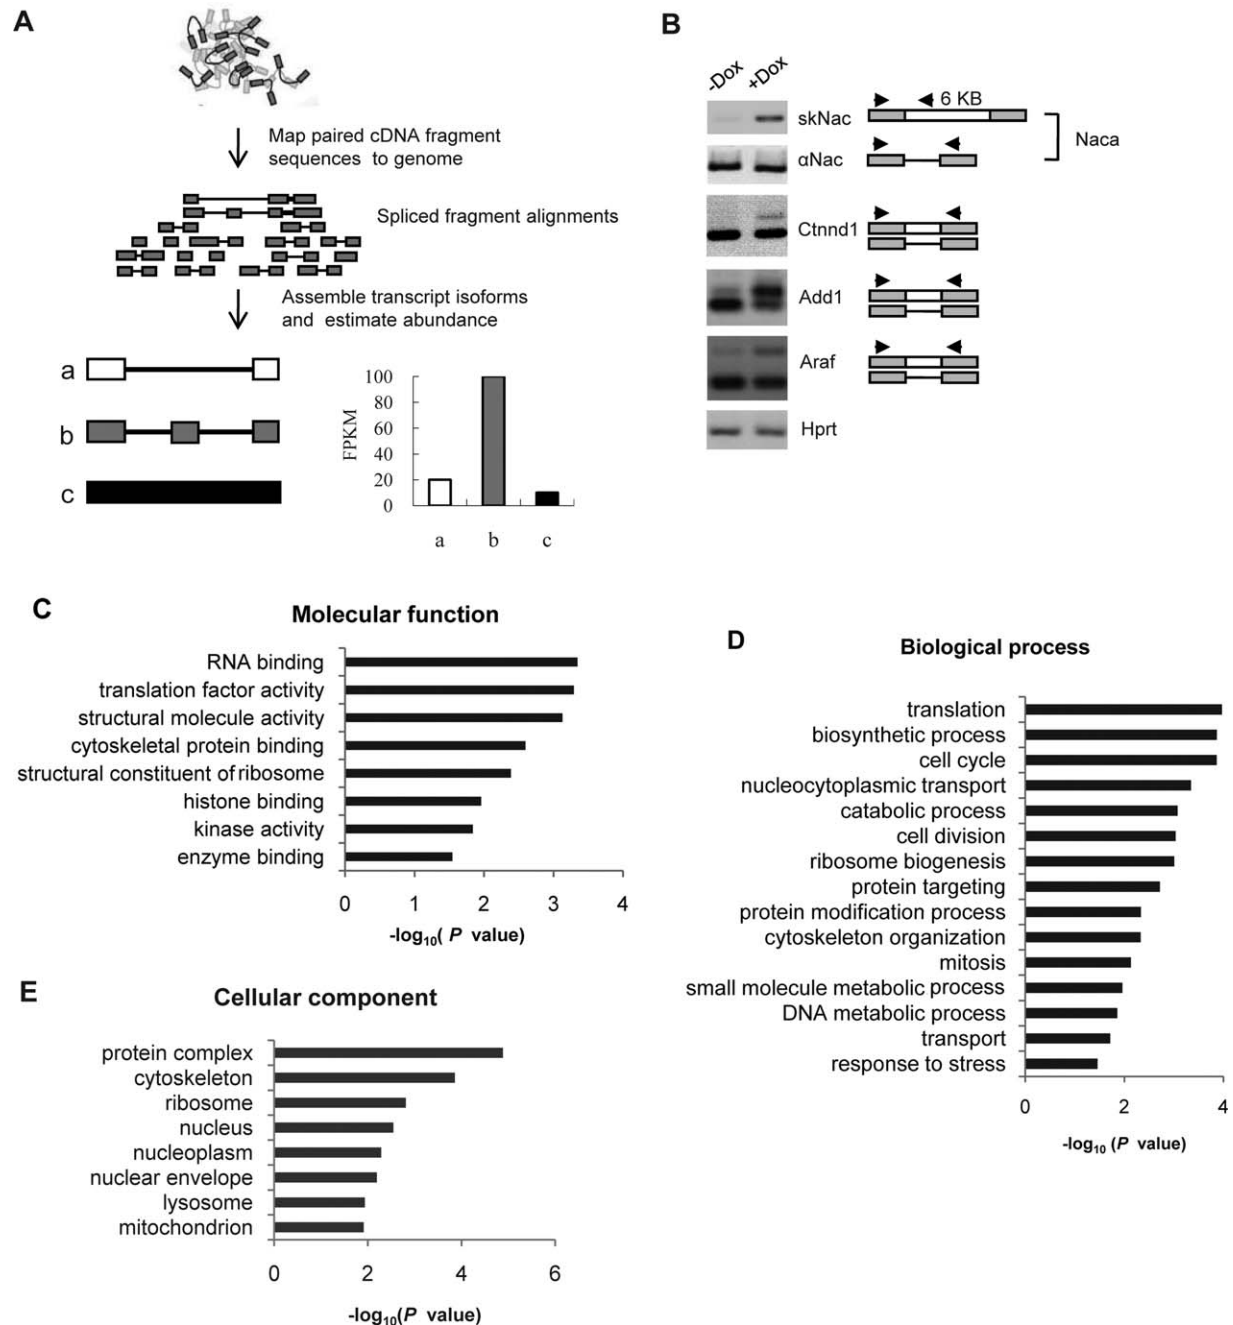 A
Map paired cDNA fragment
sequences to genome
Spliced fragment alignments
Assemble transcript isoforms
and estimate abundance
a
b
c
FPKM
100
80
60
40
20
0
a b c
B
-Dox +Dox
skNac
6 KB
Naca
αNac
Ctnnd1
Add1
Araf
Hprt
C
Molecular function
RNA binding
translation factor activity
structural molecule activity
cytoskeletal protein binding
structural constituent of ribosome
histone binding
kinase activity
enzyme binding
0 1 2 3 4
-log10( P value)
D
Biological process
translation
biosynthetic process
cell cycle
nucleocytoplasmic transport
catabolic process
cell division
ribosome biogenesis
protein targeting
protein modification process
cytoskeleton organization
mitosis
small molecule metabolic process
DNA metabolic process
transport
response to stress
0 2 4
-log10 (P value)
E
Cellular component
protein complex
cytoskeleton
ribosome
nucleus
nucleoplasm
nuclear envelope
lysosome
mitochondrion
0 2 4 6
-log10(P value)